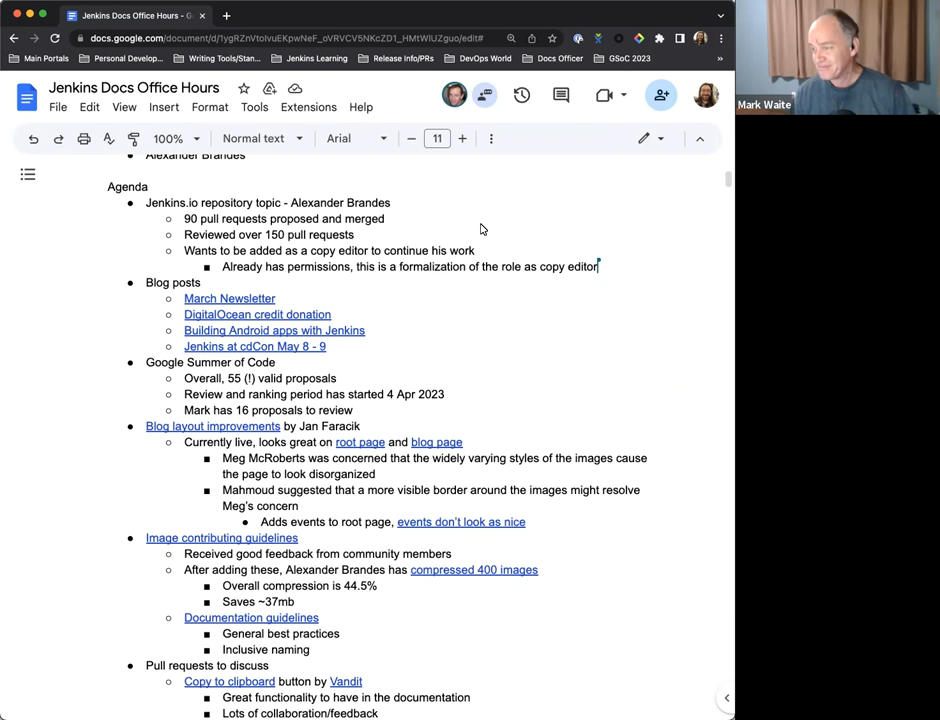 Jenkins Docs Office Hours - G
docs.google.com/document/d/1ygRZnVtoIvuEKpwNeF_oVRVCV5NKcZD1_HMtWIUZguo/edit#
Main Portals
Personal Develop...
Writing Tools/Stan...
Jenkins Learning
Release Info/PRs
DevOps World
Docs Officer
GSoC 2023
»
Jenkins Docs Office Hours
File Edit View Insert Format Tools Extensions Help
100% Normal text Arial 11
Alexander Brandes
Agenda
Jenkins.io repository topic - Alexander Brandes
90 pull requests proposed and merged
Reviewed over 150 pull requests
Wants to be added as a copy editor to continue his work
Already has permissions, this is a formalization of the role as copy editor
Blog posts
March Newsletter
DigitalOcean credit donation
Building Android apps with Jenkins
Jenkins at cdCon May 8 - 9
Google Summer of Code
Overall, 55 (!) valid proposals
Review and ranking period has started 4 Apr 2023
Mark has 16 proposals to review
Blog layout improvements by Jan Faracik
Currently live, looks great on root page and blog page
Meg McRoberts was concerned that the widely varying styles of the images cause
the page to look disorganized
Mahmoud suggested that a more visible border around the images might resolve
Meg's concern
Adds events to root page, events don't look as nice
Image contributing guidelines
Received good feedback from community members
After adding these, Alexander Brandes has compressed 400 images
Overall compression is 44.5%
Saves ~37mb
Documentation guidelines
General best practices
Inclusive naming
Pull requests to discuss
Copy to clipboard button by Vandit
Great functionality to have in the documentation
Lots of collaboration/feedback
Mark Waite